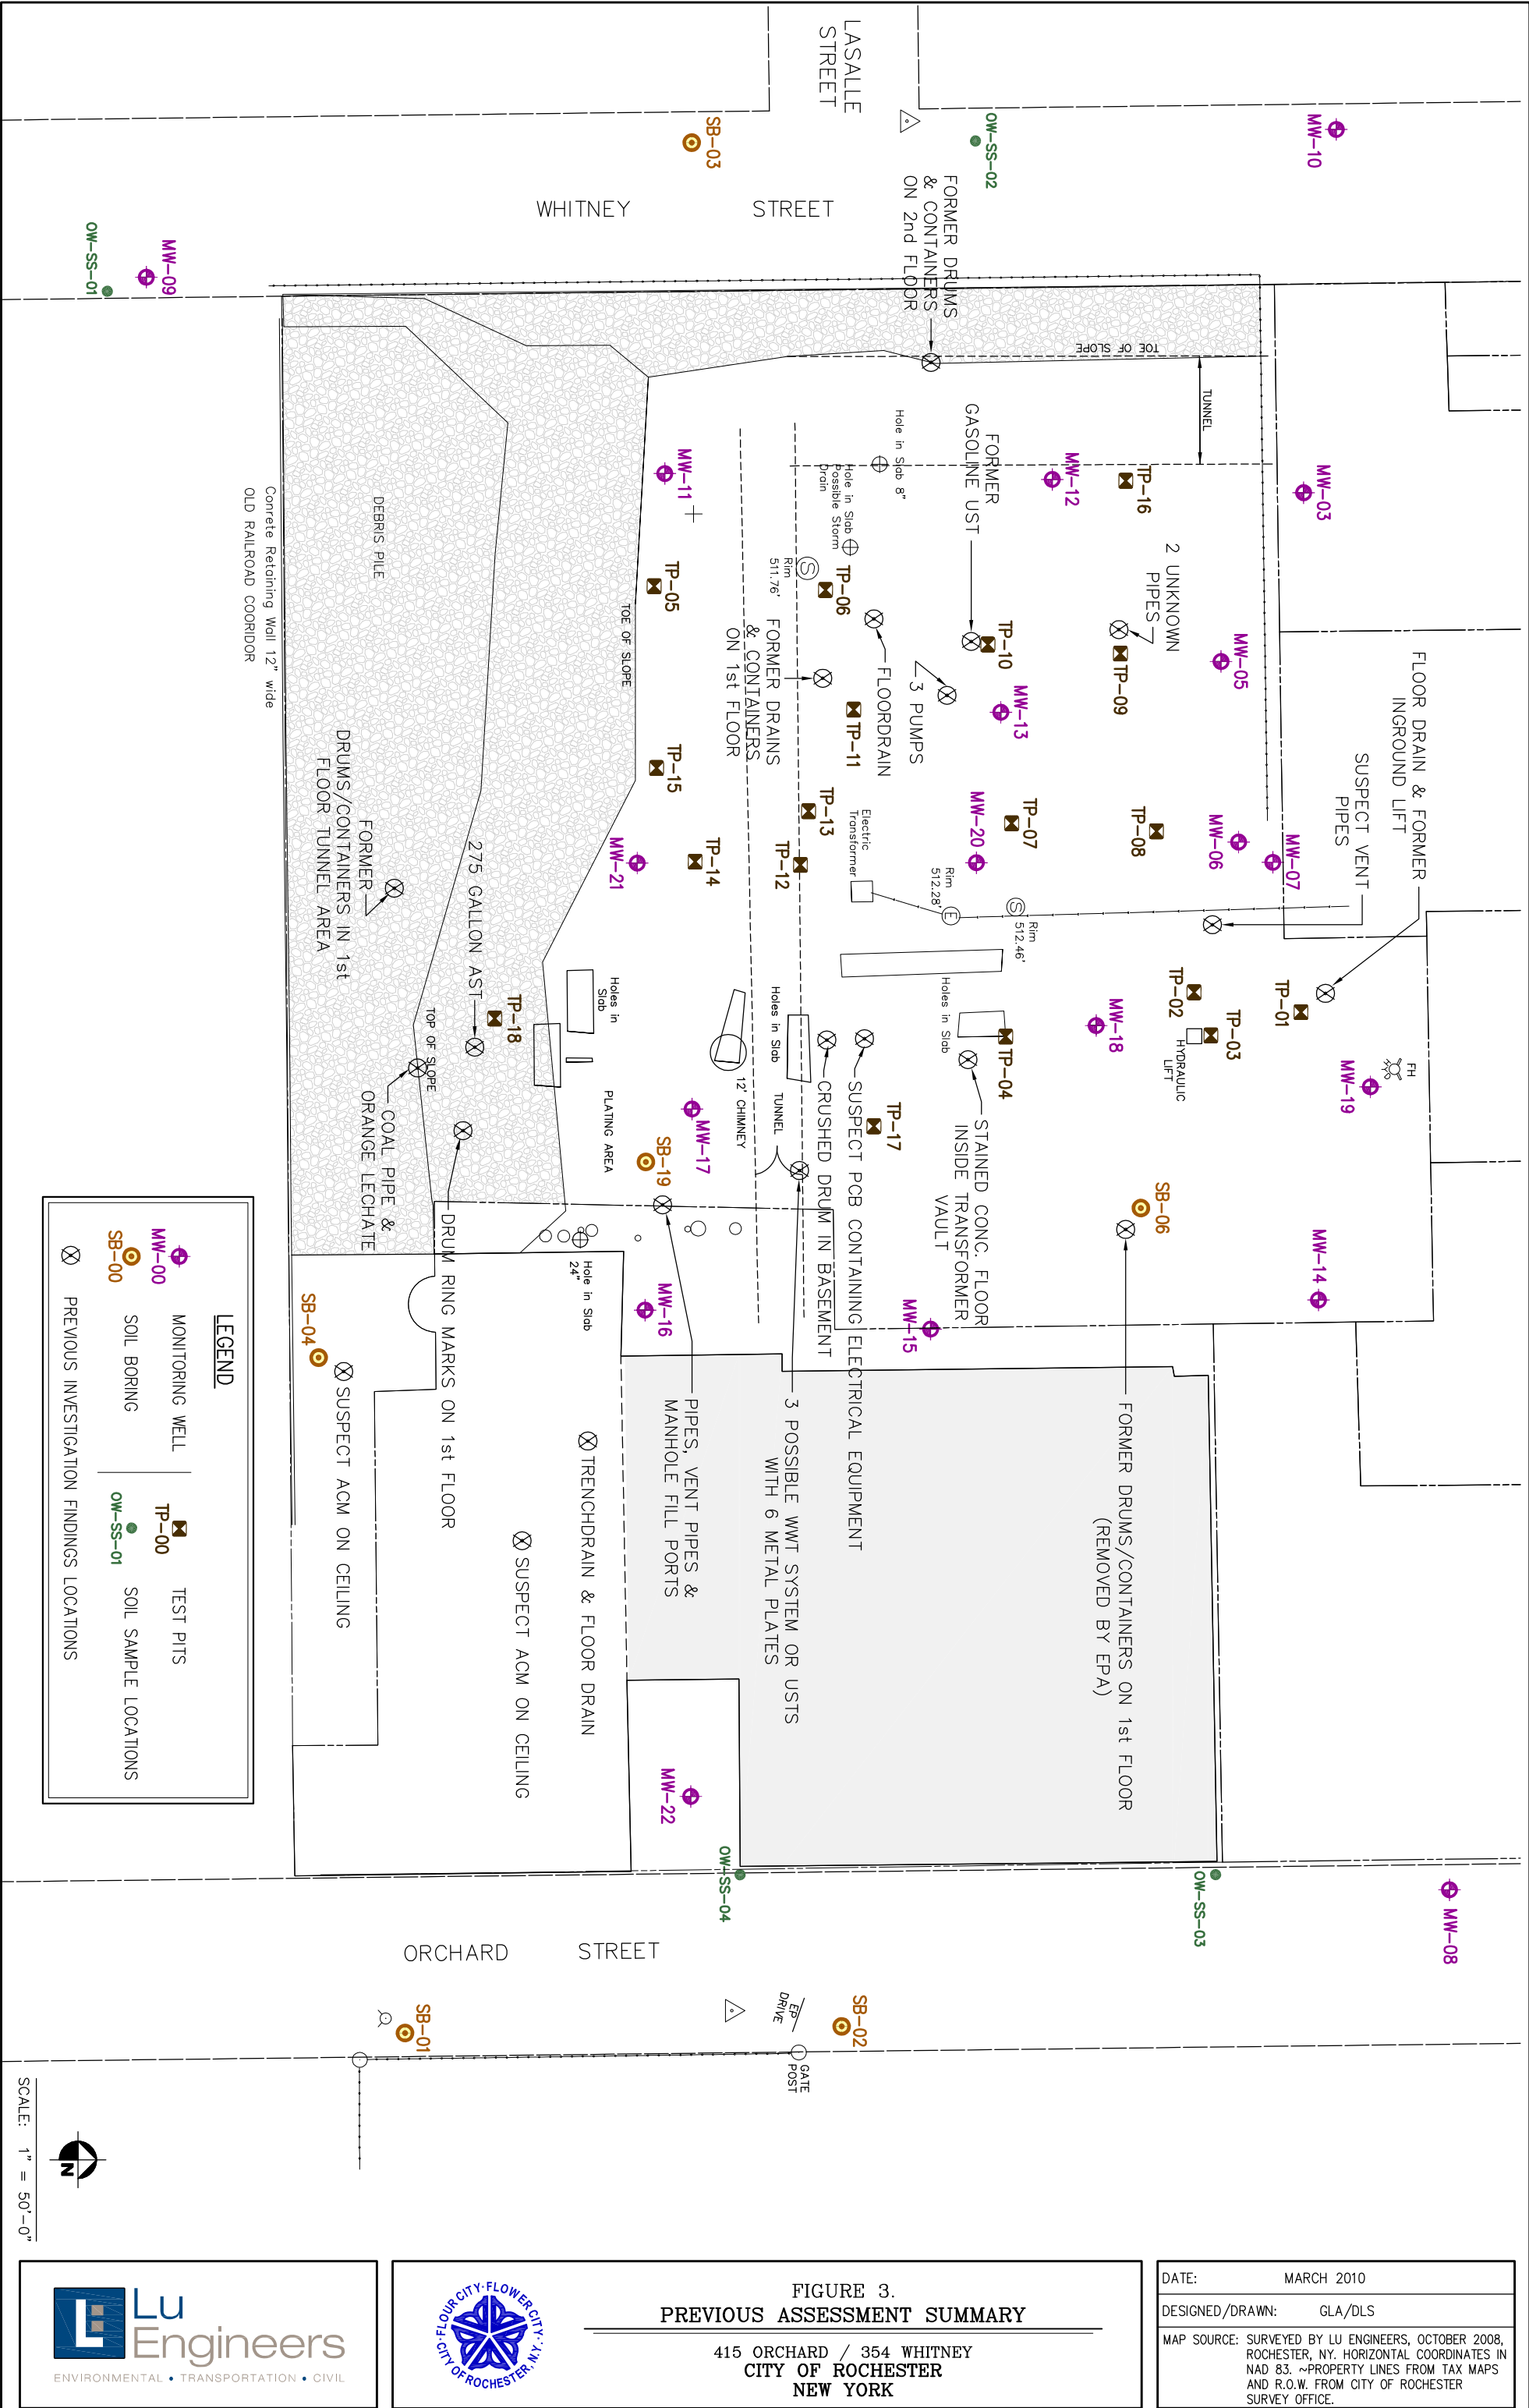 LASALLE
STREET
WHITNEY STREET
MW-10
OW-SS-02
SB-03
MW-09
OW-SS-01
FORMER DRUMS
& CONTAINERS
ON 2nd FLOOR
TOE OF SLOPE
TUNNEL
MW-03
TP-16
MW-12
FORMER
GASOLINE UST
Hole in Slab 8"
Hole in Slab
Possible Storm
Drain
MW-11
2 UNKNOWN
PIPES
MW-05
TP-09
TP-10
MW-13
3 PUMPS
FLOORDRAIN
TP-06
Rim
511.76'
TP-11
FORMER DRAINS
& CONTAINERS
ON 1st FLOOR
TP-05
TOE OF SLOPE
TP-15
DEBRIS PILE
Conrete Retaining Wall 12" wide
OLD RAILROAD COORIDOR
FLOOR DRAIN & FORMER
INGROUND LIFT
SUSPECT VENT
PIPES
MW-07
MW-06
TP-08
TP-07
MW-20
TP-13
TP-12
Electric
Transformer
TP-14
MW-21
Rim
512.28'
E
S
Rim
512.46'
S
275 GALLON AST
FORMER
DRUMS/CONTAINERS IN 1st
FLOOR TUNNEL AREA
TP-01
TP-02
TP-03
HYDRAULIC
LIFT
FH
MW-19
MW-18
Holes in Slab
TP-04
STAINED CONC. FLOOR
INSIDE TRANSFORMER
VAULT
TP-17
SUSPECT PCB CONTAINING ELECTRICAL EQUIPMENT
CRUSHED DRUM IN BASEMENT
Holes in Slab
TUNNEL
12' CHIMNEY
Holes in
Slab
TP-18
TOP OF SLOPE
COAL PIPE &
ORANGE LECHATE
PLATING AREA
MW-17
SB-19
DRUM RING MARKS ON 1st FLOOR
SB-06
MW-14
MW-15
MW-16
Hole in Slab
24"
SB-04
SUSPECT ACM ON CEILING
SUSPECT ACM ON CEILING
TRENCHDRAIN & FLOOR DRAIN
PIPES, VENT PIPES &
MANHOLE FILL PORTS
3 POSSIBLE WWT SYSTEM OR USTS
WITH 6 METAL PLATES
FORMER DRUMS/CONTAINERS ON 1st FLOOR
(REMOVED BY EPA)
MW-22
OW-SS-04
OW-SS-03
MW-08
ORCHARD STREET
SB-01
SB-02
EP
DRIVE
GATE
POST
LEGEND
MW-00 MONITORING WELL
SB-00 SOIL BORING
TP-00 TEST PITS
OW-SS-01 SOIL SAMPLE LOCATIONS
PREVIOUS INVESTIGATION FINDINGS LOCATIONS
N
SCALE: 1" = 50'-0"
Lu
Engineers
ENVIRONMENTAL • TRANSPORTATION • CIVIL
FLOUR CITY·FLOWER CITY·
CITY OF ROCHESTER, N.Y.
FIGURE 3.
PREVIOUS ASSESSMENT SUMMARY
415 ORCHARD / 354 WHITNEY
CITY OF ROCHESTER
NEW YORK
DATE: MARCH 2010
DESIGNED/DRAWN: GLA/DLS
MAP SOURCE: SURVEYED BY LU ENGINEERS, OCTOBER 2008,
ROCHESTER, NY. HORIZONTAL COORDINATES IN
NAD 83. ~PROPERTY LINES FROM TAX MAPS
AND R.O.W. FROM CITY OF ROCHESTER
SURVEY OFFICE.